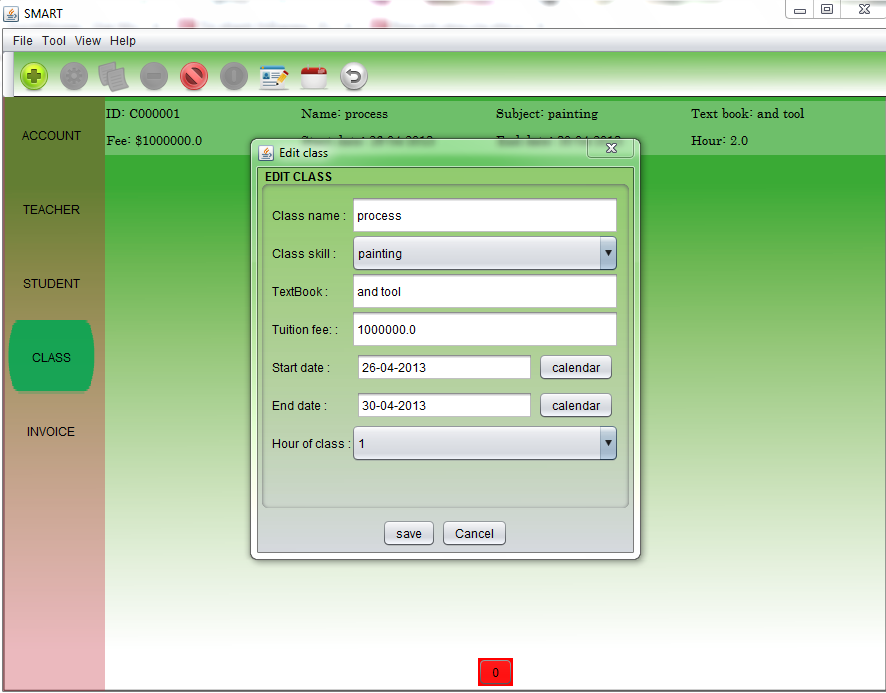 SMART
File Tool View Help
ID: C000001 Name: process Subject: painting Text book: and tool
Fee: $1000000.0 Hour: 2.0
ACCOUNT
TEACHER
STUDENT
CLASS
INVOICE
Edit class
EDIT CLASS
Class name : process
Class skill : painting
TextBook : and tool
Tuition fee: : 1000000.0
Start date : 26-04-2013 calendar
End date : 30-04-2013 calendar
Hour of class : 1
save Cancel
0